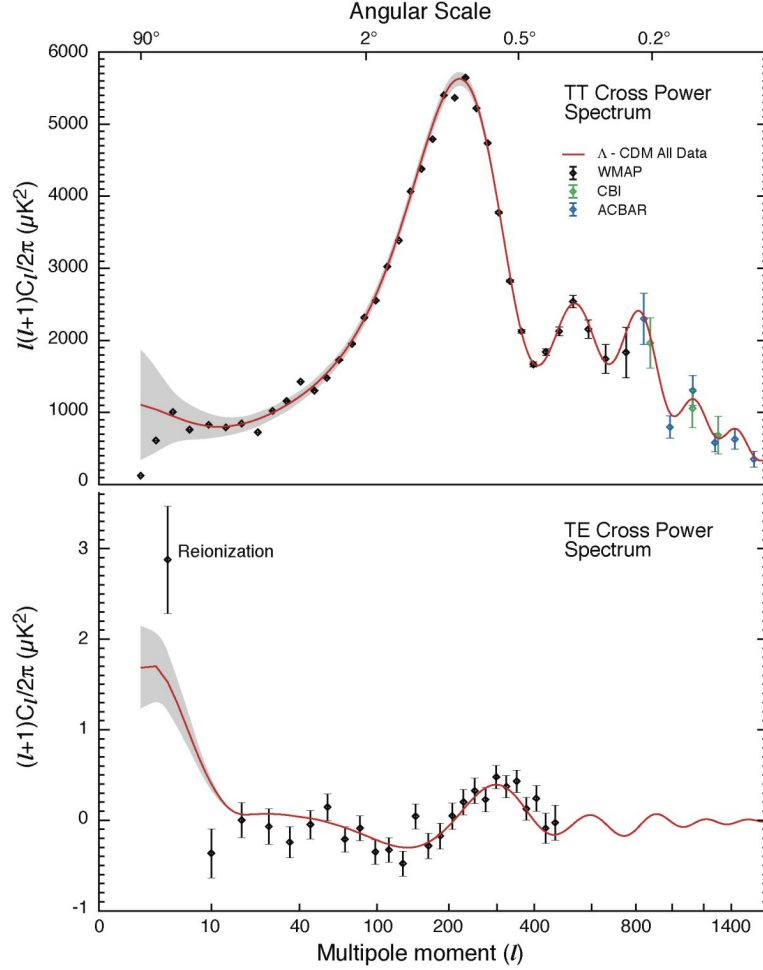 Angular Scale
90° 2° 0.5° 0.2°
6000
5000
4000
3000
2000
1000
0
l(l+1)Cl/2π (μK²)
TT Cross Power
Spectrum
Λ - CDM All Data
WMAP
CBI
ACBAR
3
2
1
0
-1
(l+1)Cl/2π (μK²)
Reionization
TE Cross Power
Spectrum
0 10 40 100 200 400 800 1400
Multipole moment (l)